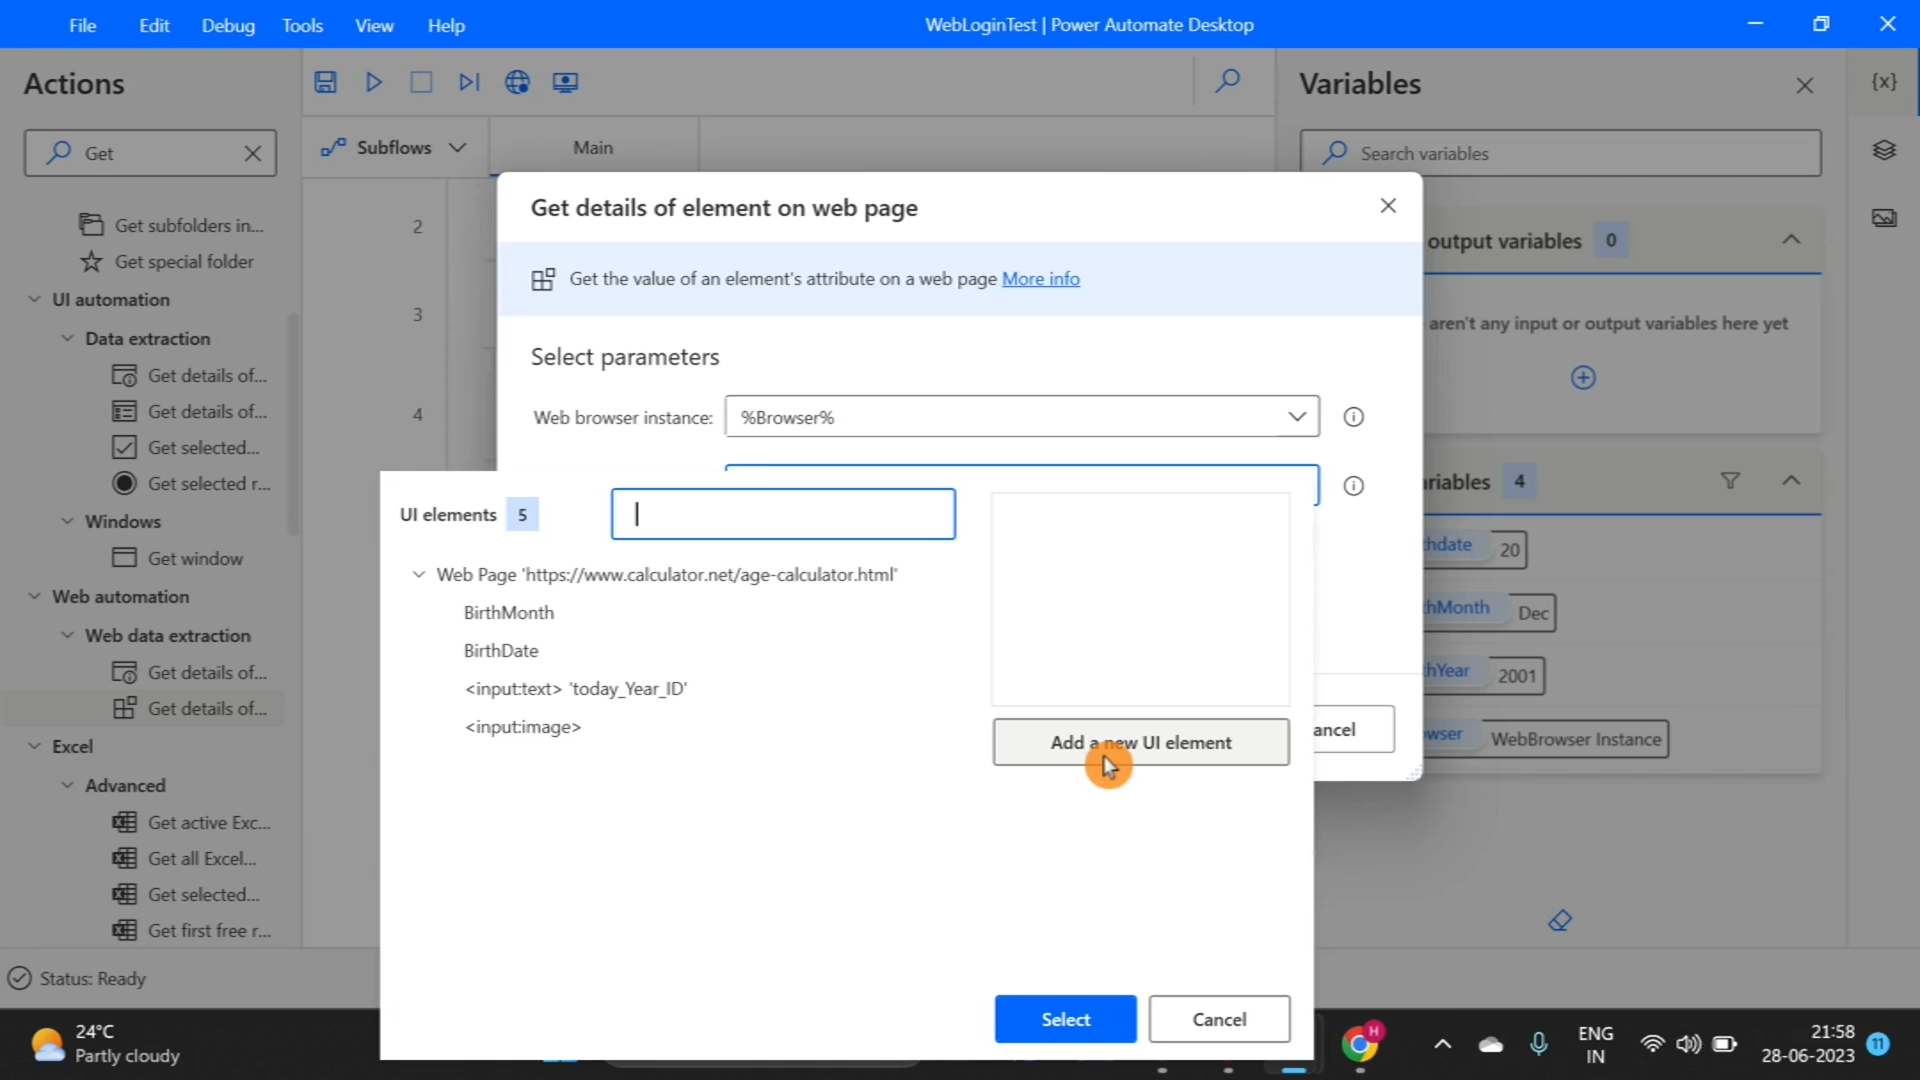 File Edit Debug Tools View Help
WebLoginTest | Power Automate Desktop
Actions
Get
Get subfolders in...
Get special folder
UI automation
Data extraction
Get details of...
Get details of...
Get selected...
Get selected r...
Windows
Get window
Web automation
Web data extraction
Get details of...
Get details of...
Excel
Advanced
Get active Exc...
Get all Excel...
Get selected...
Get first free r...
Status: Ready
Subflows
Main
2
3
4
Get details of element on web page
Get the value of an element's attribute on a web page More info
Select parameters
Web browser instance: %Browser%
UI elements 5
Web Page 'https://www.calculator.net/age-calculator.html'
BirthMonth
BirthDate
<input:text> 'today_Year_ID'
<input:image>
Add a new UI element
Select
Cancel
ancel
Variables
{x}
Search variables
output variables 0
aren't any input or output variables here yet
riables 4
thdate 20
hMonth Dec
hYear 2001
wser WebBrowser Instance
24°C
Partly cloudy
H
ENG
IN
21:58
28-06-2023
11